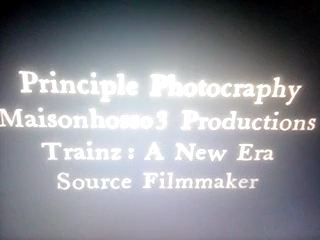 Principle Photocraphy
Maisonhosso3 Productions
Trainz: A New Era
Source Filmmaker